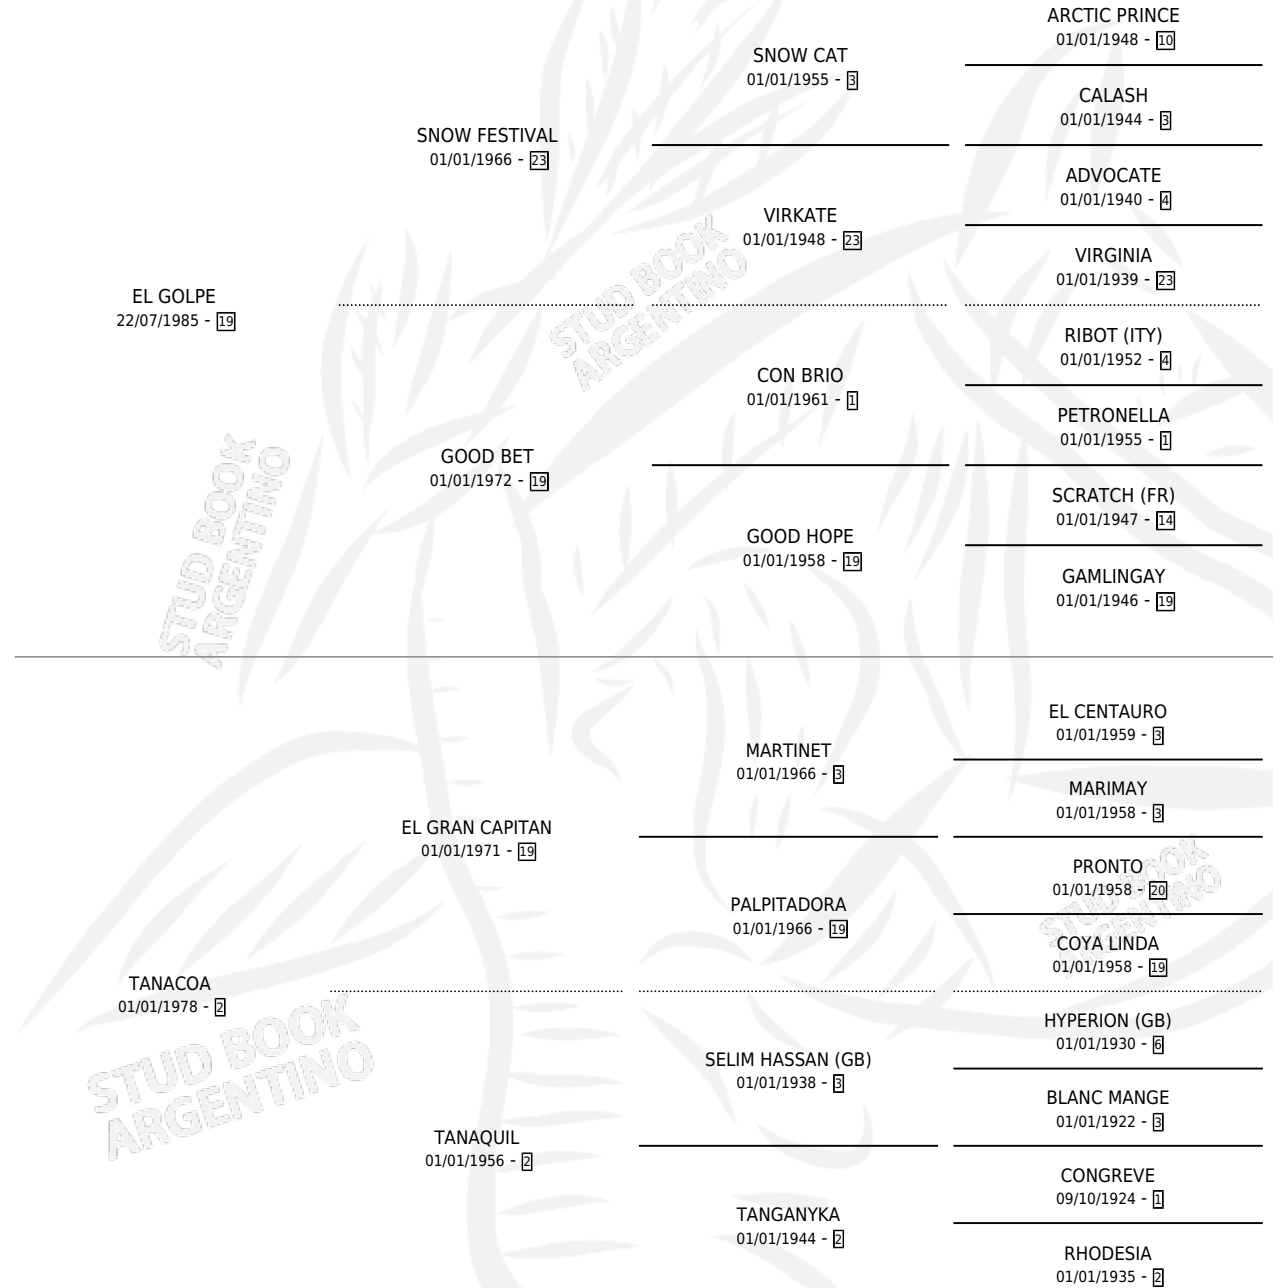 ARCTIC PRINCE
01/01/1948 - 10
SNOW CAT
01/01/1955 - 3
CALASH
01/01/1944 - 3
SNOW FESTIVAL
01/01/1966 - 23
ADVOCATE
01/01/1940 - 4
VIRKATE
01/01/1948 - 23
VIRGINIA
01/01/1939 - 23
EL GOLPE
22/07/1985 - 19
RIBOT (ITY)
01/01/1952 - 4
CON BRIO
01/01/1961 - 1
PETRONELLA
01/01/1955 - 1
GOOD BET
01/01/1972 - 19
SCRATCH (FR)
01/01/1947 - 14
GOOD HOPE
01/01/1958 - 19
GAMLINGAY
01/01/1946 - 19
STUD BOOK
ARGENTINO
STUD BOOK
ARGENTINO
EL CENTAURO
01/01/1959 - 3
MARTINET
01/01/1966 - 3
MARIMAY
01/01/1958 - 3
EL GRAN CAPITAN
01/01/1971 - 19
PRONTO
01/01/1958 - 20
PALPITADORA
01/01/1966 - 19
COYA LINDA
01/01/1958 - 19
TANACOA
01/01/1978 - 2
HYPERION (GB)
01/01/1930 - 6
SELIM HASSAN (GB)
01/01/1938 - 3
BLANC MANGE
01/01/1922 - 3
TANAQUIL
01/01/1956 - 2
CONGREVE
09/10/1924 - 1
TANGANYKA
01/01/1944 - 2
RHODESIA
01/01/1935 - 2
STUD BOOK
ARGENTINO
STUD BOOK
ARGENTINO